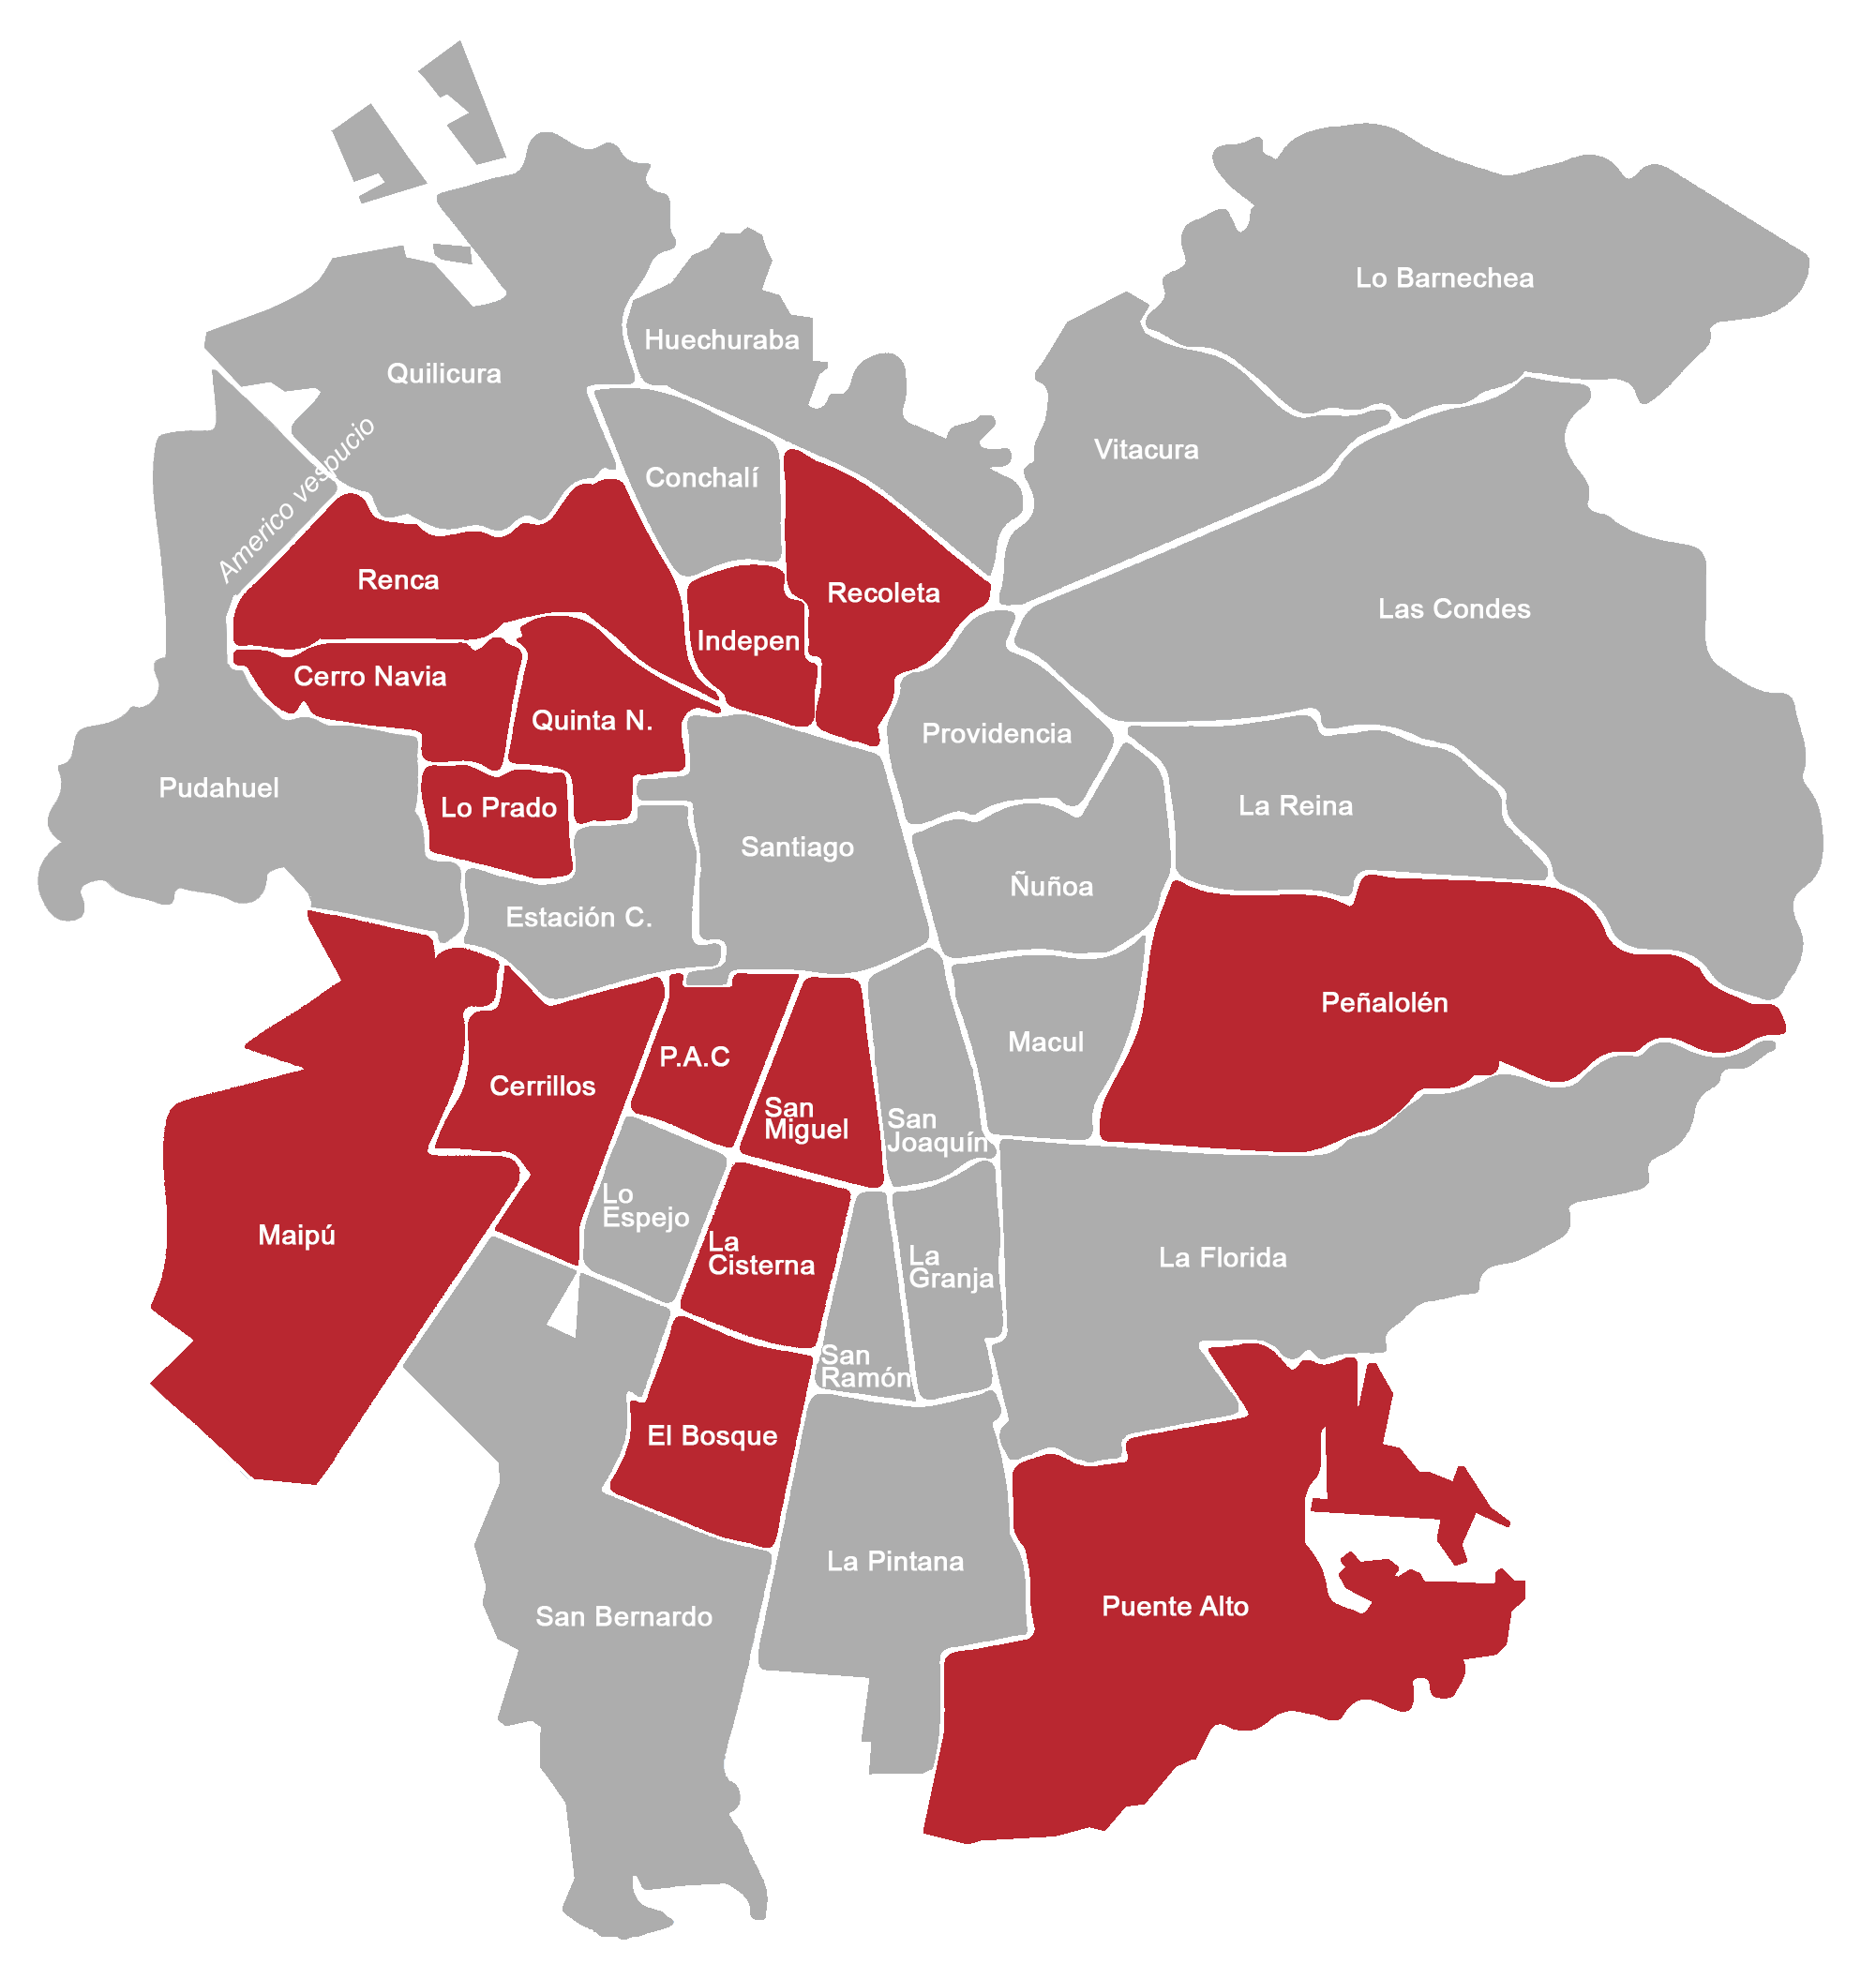 Lo Barnechea
Huechuraba
Quilicura
Vitacura
Conchalí
Americo vespucio
Renca
Recoleta
Las Condes
Indepen
Cerro Navia
Quinta N.
Providencia
Pudahuel
Lo Prado
La Reina
Santiago
Ñuñoa
Estación C.
Peñalolén
Macul
P.A.C
Cerrillos
San
Miguel
San
Joaquín
Lo
Espejo
Maipú
La
Cisterna
La
Granja
La Florida
San
Ramón
El Bosque
La Pintana
Puente Alto
San Bernardo